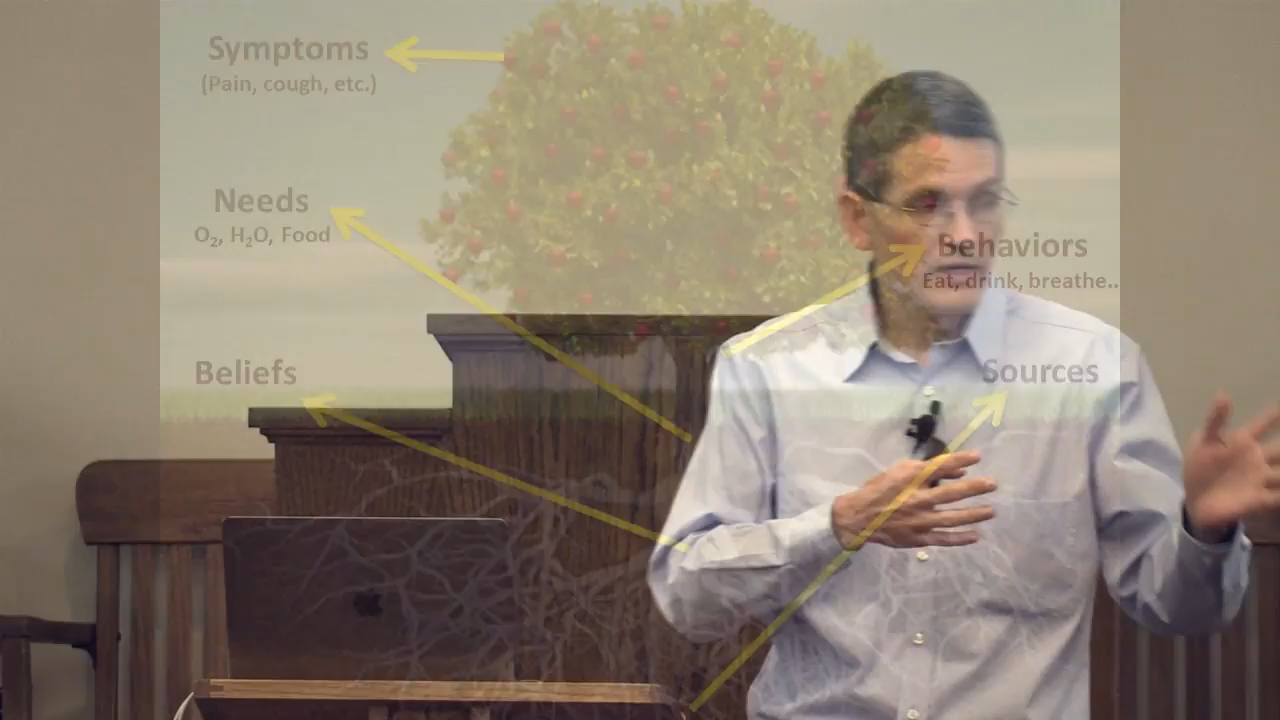 Symptoms
(Pain, cough, etc.)
Needs
O₂, H₂O, Food
Behaviors
Eat, drink, breathe..
Beliefs
Sources